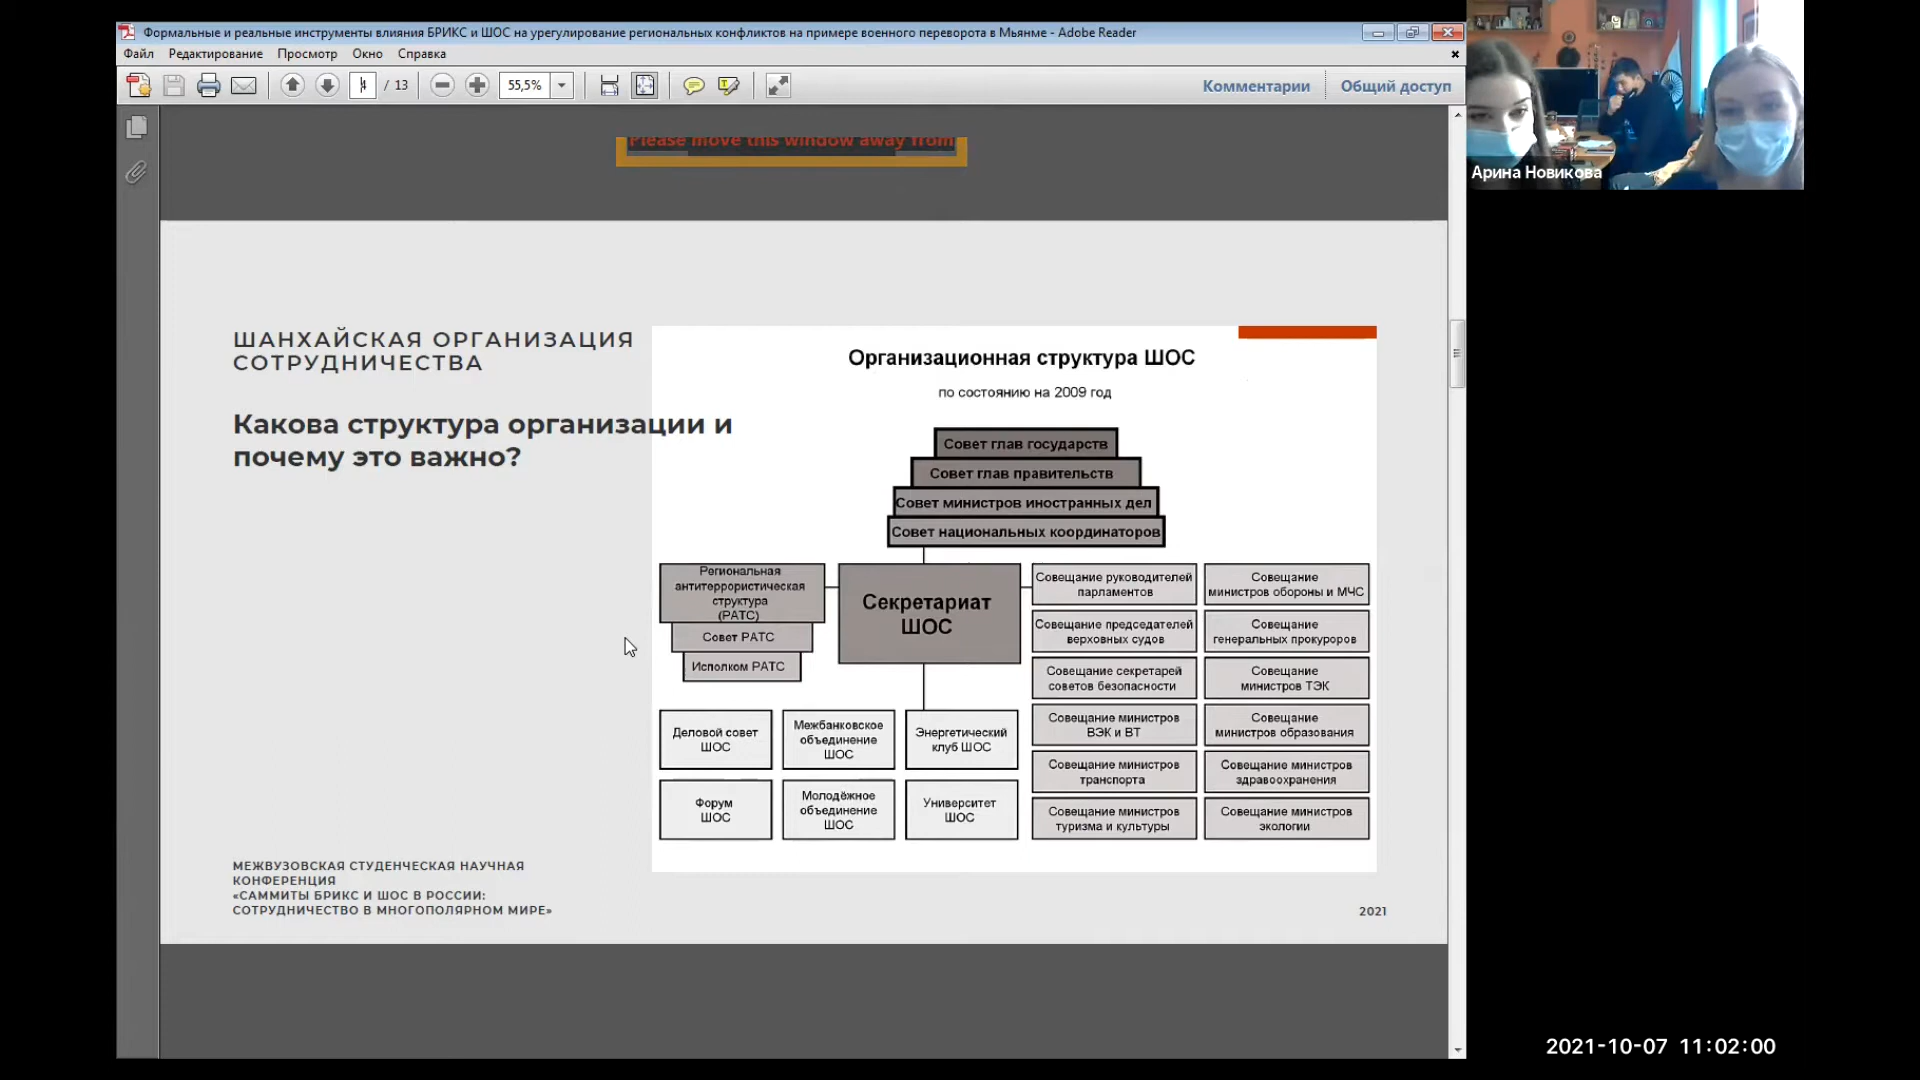 Формальные и реальные инструменты влияния БРИКС и ШОС на урегулирование региональных конфликтов на примере военного переворота в Мьянме - Adobe Reader
Файл Редактирование Просмотр Окно Справка
4 / 13 55,5% Комментарии Общий доступ
Please move this window away from
Арина Новикова
ШАНХАЙСКАЯ ОРГАНИЗАЦИЯ
СОТРУДНИЧЕСТВА
Какова структура организации и
почему это важно?
Организационная структура ШОС
по состоянию на 2009 год
Совет глав государств
Совет глав правительств
Совет министров иностранных дел
Совет национальных координаторов
Региональная
антитеррористическая
структура
(РАТС)
Совет РАТС
Исполком РАТС
Секретариат
ШОС
Совещание руководителей
парламентов
Совещание
министров обороны и МЧС
Совещание председателей
верховных судов
Совещание
генеральных прокуроров
Совещание секретарей
советов безопасности
Совещание
министров ТЭК
Совещание министров
ВЭК и ВТ
Совещание
министров образования
Совещание министров
транспорта
Совещание министров
здравоохранения
Совещание министров
туризма и культуры
Совещание министров
экологии
Деловой совет
ШОС
Межбанковское
объединение
ШОС
Энергетический
клуб ШОС
Форум
ШОС
Молодёжное
объединение
ШОС
Университет
ШОС
МЕЖВУЗОВСКАЯ СТУДЕНЧЕСКАЯ НАУЧНАЯ
КОНФЕРЕНЦИЯ
«САММИТЫ БРИКС И ШОС В РОССИИ:
СОТРУДНИЧЕСТВО В МНОГОПОЛЯРНОМ МИРЕ»
2021
2021-10-07 11:02:00